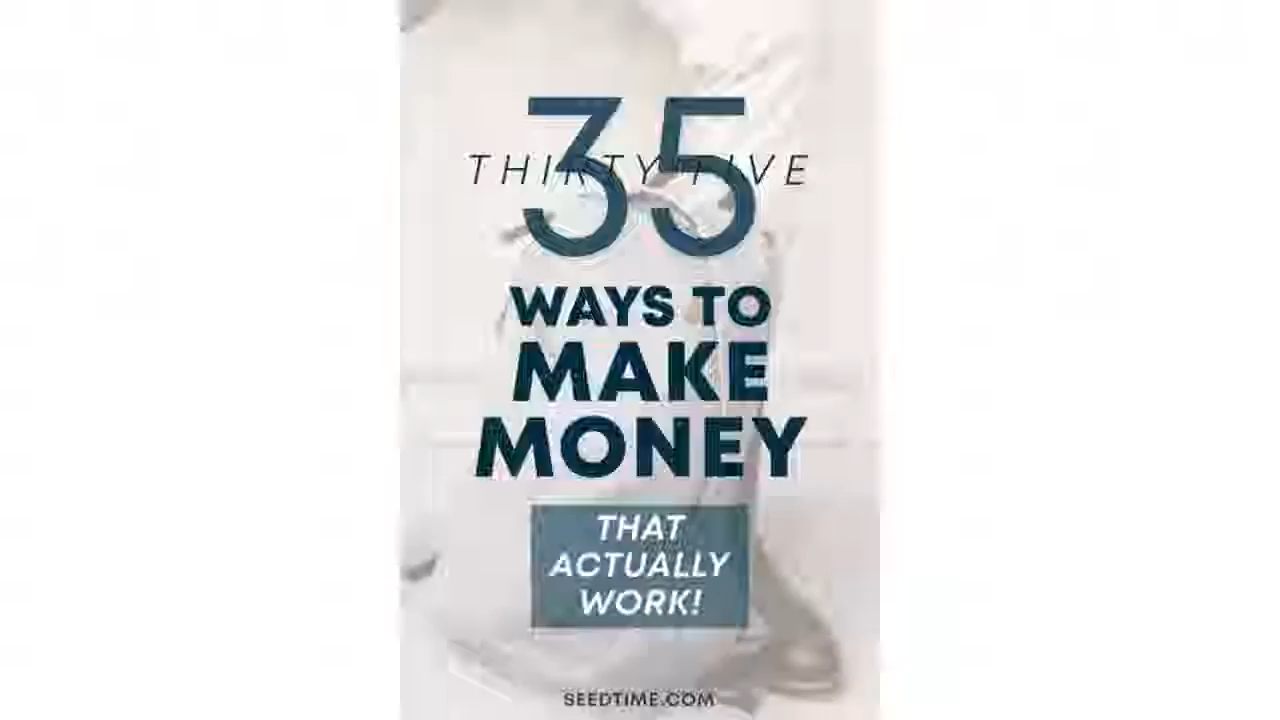 35
THIRTY FIVE
WAYS TO
MAKE
MONEY
THAT
ACTUALLY
WORK!
SEEDTIME.COM